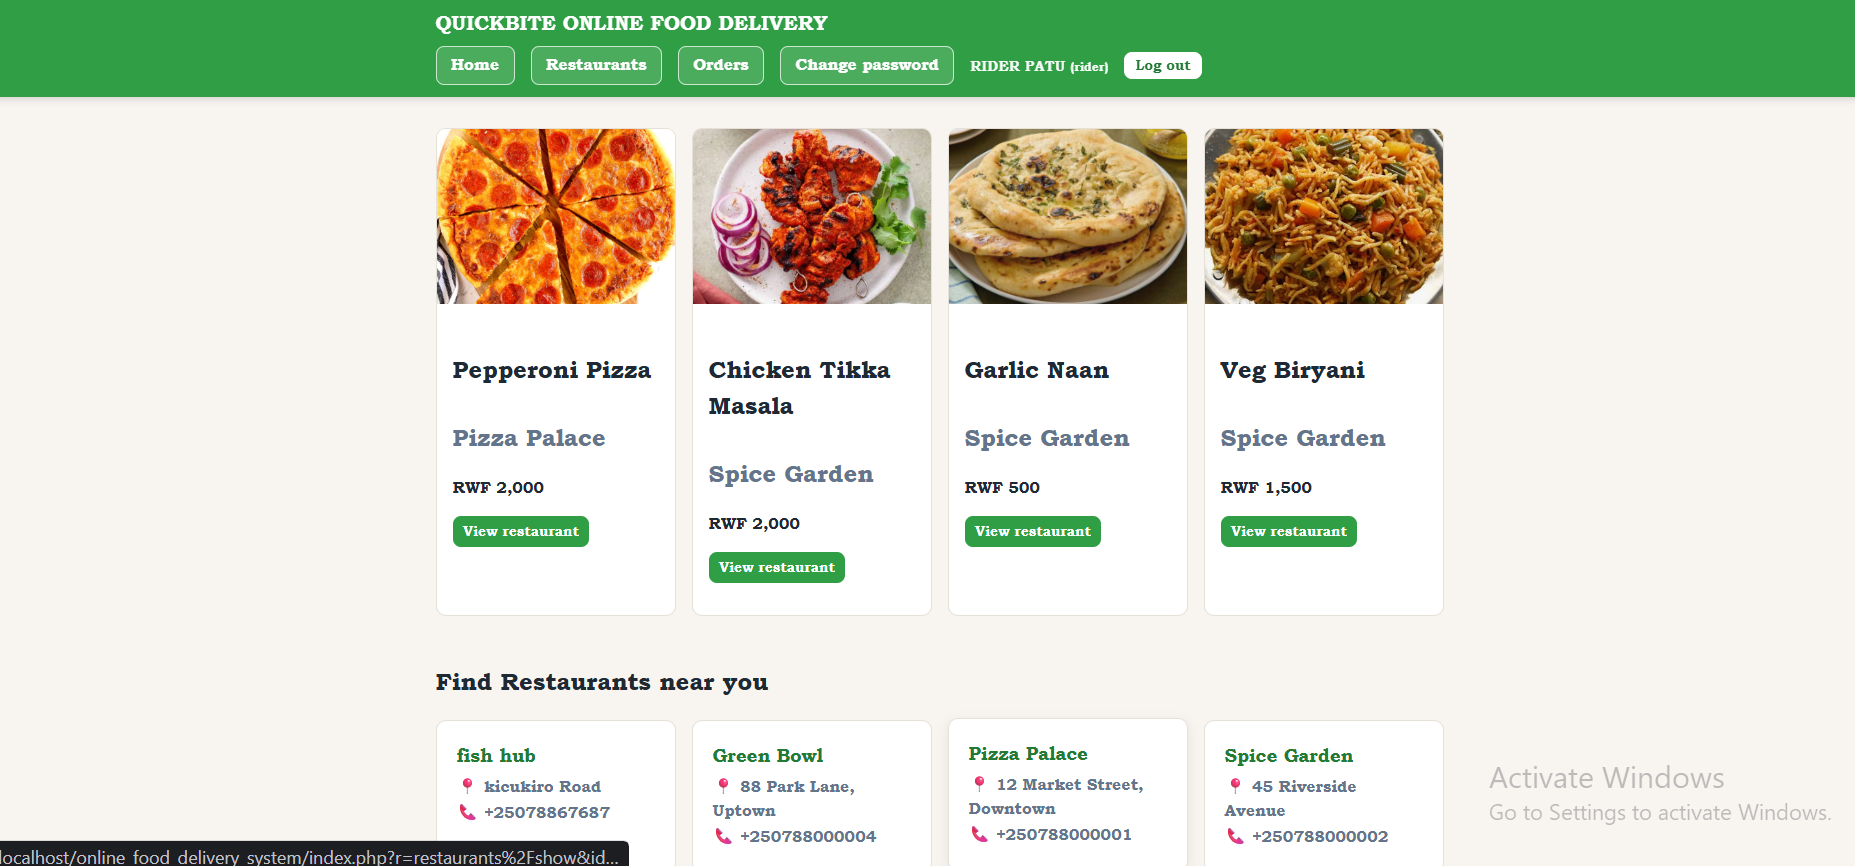 QUICKBITE ONLINE FOOD DELIVERY
Home
Restaurants
Orders
Change password
RIDER PATU (rider)
Log out
Pepperoni Pizza
Pizza Palace
RWF 2,000
View restaurant
Chicken Tikka
Masala
Spice Garden
RWF 2,000
View restaurant
Garlic Naan
Spice Garden
RWF 500
View restaurant
Veg Biryani
Spice Garden
RWF 1,500
View restaurant
Find Restaurants near you
fish hub
📍 kicukiro Road
📞 +25078867687
Green Bowl
📍 88 Park Lane,
Uptown
📞 +250788000004
Pizza Palace
📍 12 Market Street,
Downtown
📞 +250788000001
Spice Garden
📍 45 Riverside
Avenue
📞 +250788000002
Activate Windows
Go to Settings to activate Windows.
localhost/online_food_delivery_system/index.php?r=restaurants%2Fshow&id...